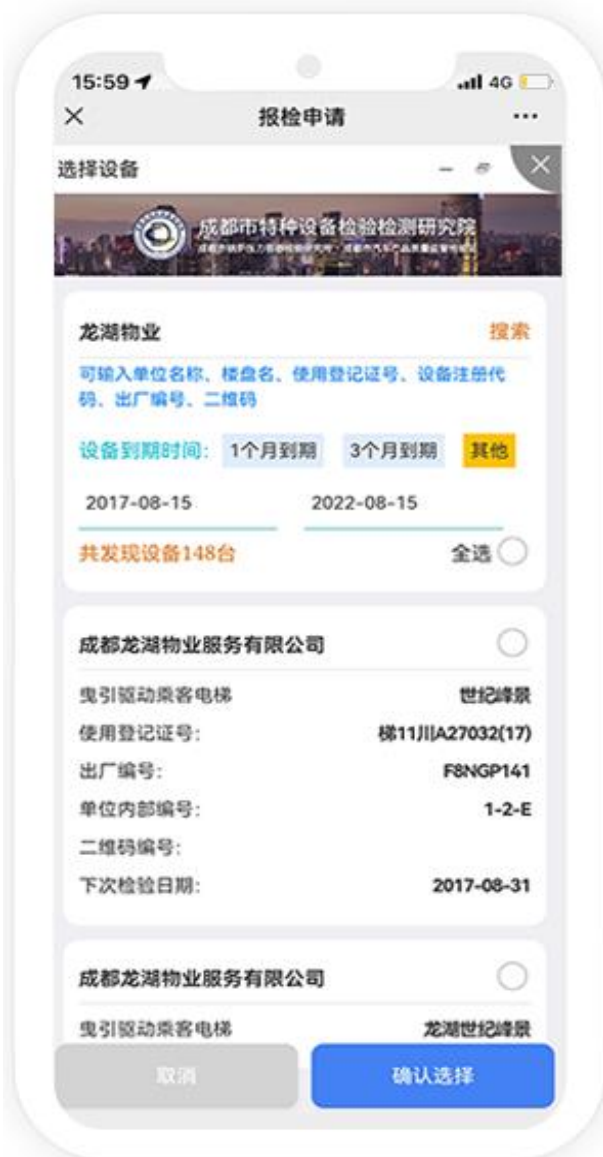 15:59
4G
报检申请
选择设备
成都市特种设备检验检测研究院
龙湖物业 搜索
可输入单位名称、楼盘名、使用登记证号、设备注册代
码、出厂编号、二维码
设备到期时间: 1个月到期 3个月到期 其他
2017-08-15 2022-08-15
共发现设备148台 全选
成都龙湖物业服务有限公司
曳引驱动乘客电梯 世纪峰景
使用登记证号: 梯11川A27032(17)
出厂编号: F8NGP141
单位内部编号: 1-2-E
二维码编号:
下次检验日期: 2017-08-31
成都龙湖物业服务有限公司
曳引驱动乘客电梯 龙湖世纪峰景
取消 确认选择